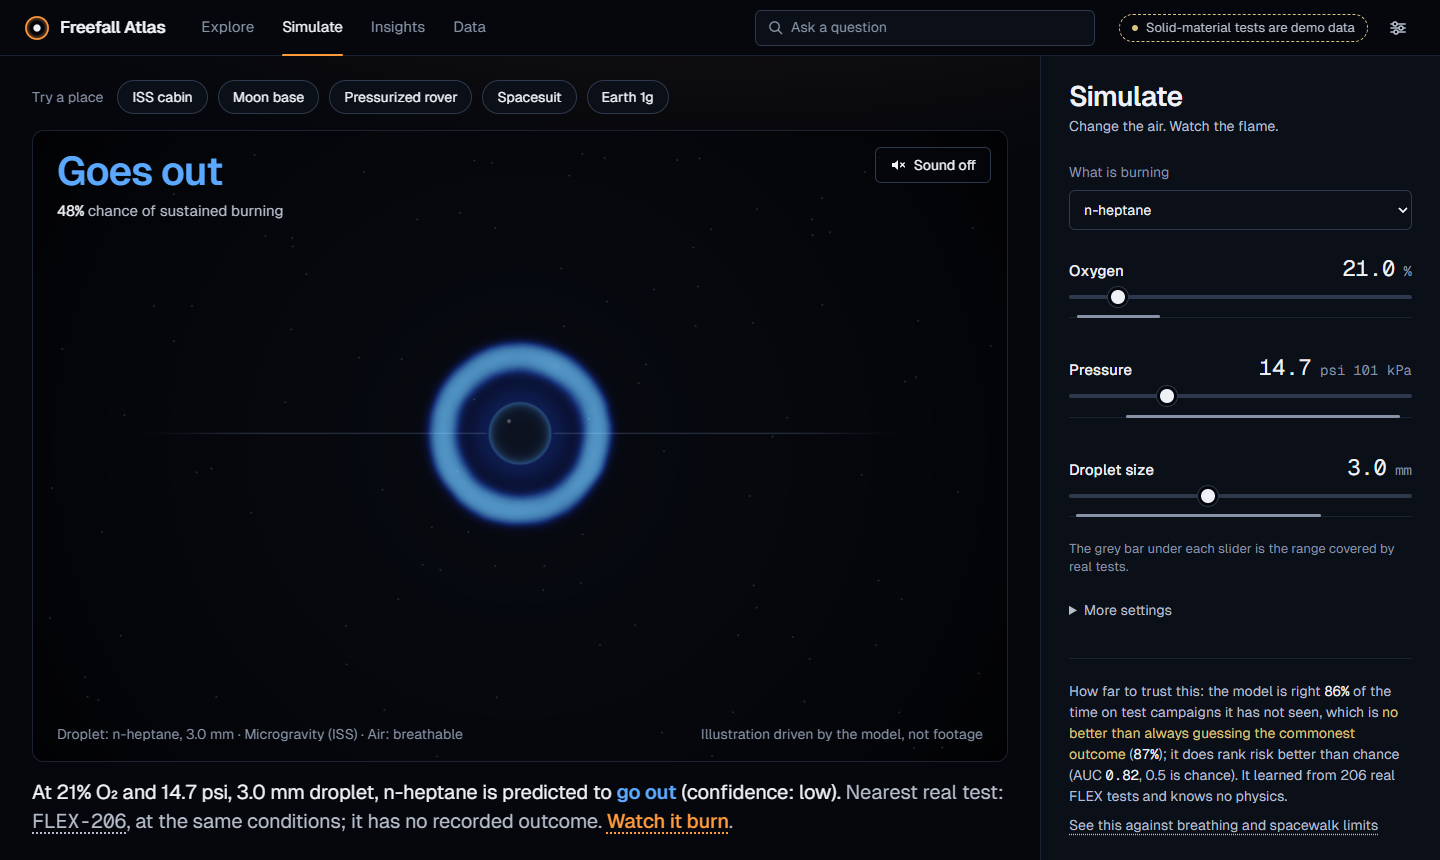 Freefall Atlas
Explore
Simulate
Insights
Data
Ask a question
Solid-material tests are demo data
Try a place
ISS cabin
Moon base
Pressurized rover
Spacesuit
Earth 1g
Goes out
48% chance of sustained burning
Sound off
Droplet: n-heptane, 3.0 mm · Microgravity (ISS) · Air: breathable
Illustration driven by the model, not footage
At 21% O₂ and 14.7 psi, 3.0 mm droplet, n-heptane is predicted to go out (confidence: low). Nearest real test:
FLEX-206, at the same conditions; it has no recorded outcome. Watch it burn.
Simulate
Change the air. Watch the flame.
What is burning
n-heptane
Oxygen
21.0 %
Pressure
14.7 psi 101 kPa
Droplet size
3.0 mm
The grey bar under each slider is the range covered by
real tests.
More settings
How far to trust this: the model is right 86% of the
time on test campaigns it has not seen, which is no
better than always guessing the commonest
outcome (87%); it does rank risk better than chance
(AUC 0.82, 0.5 is chance). It learned from 206 real
FLEX tests and knows no physics.
See this against breathing and spacewalk limits